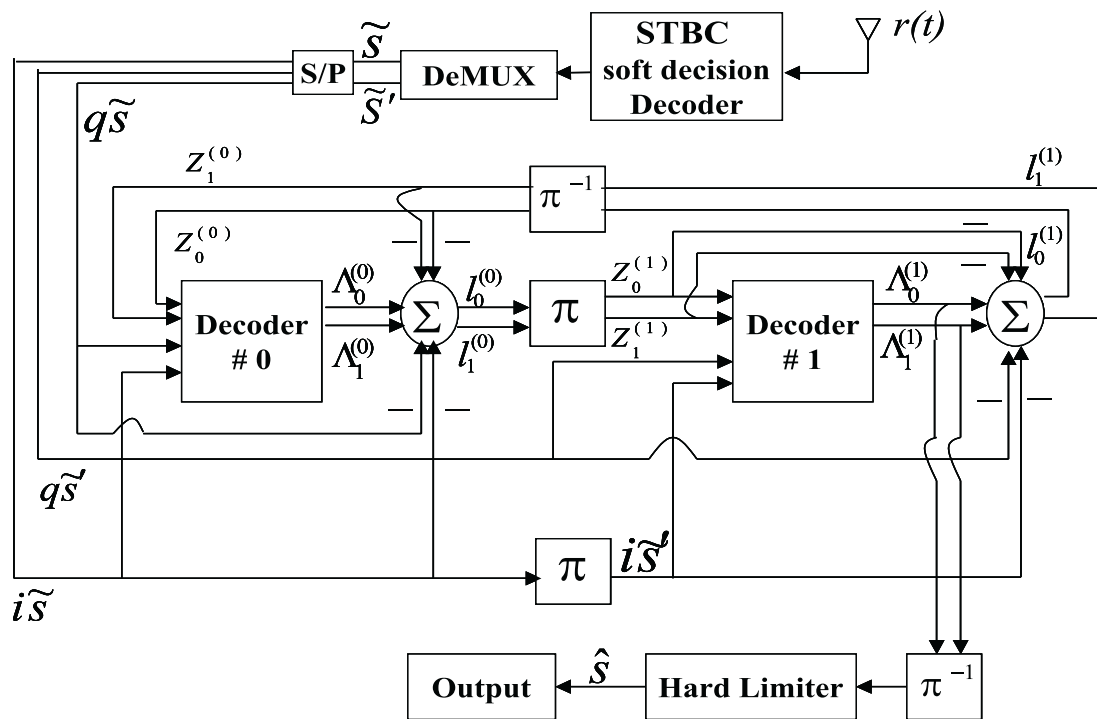 STBC
soft decision
Decoder
r(t)
DeMUX
S/P
s̃
s̃'
qs̃
Z₁⁽⁰⁾
Z₀⁽⁰⁾
π⁻¹
l₁⁽¹⁾
l₀⁽¹⁾
Decoder
# 0
Λ₀⁽⁰⁾
Λ₁⁽⁰⁾
Σ
l₀⁽⁰⁾
l₁⁽⁰⁾
π
Z₀⁽¹⁾
Z₁⁽¹⁾
Decoder
# 1
Λ₀⁽¹⁾
Λ₁⁽¹⁾
Σ
qs̃'
is̃
π
is̃'
Output
ŝ
Hard Limiter
π⁻¹